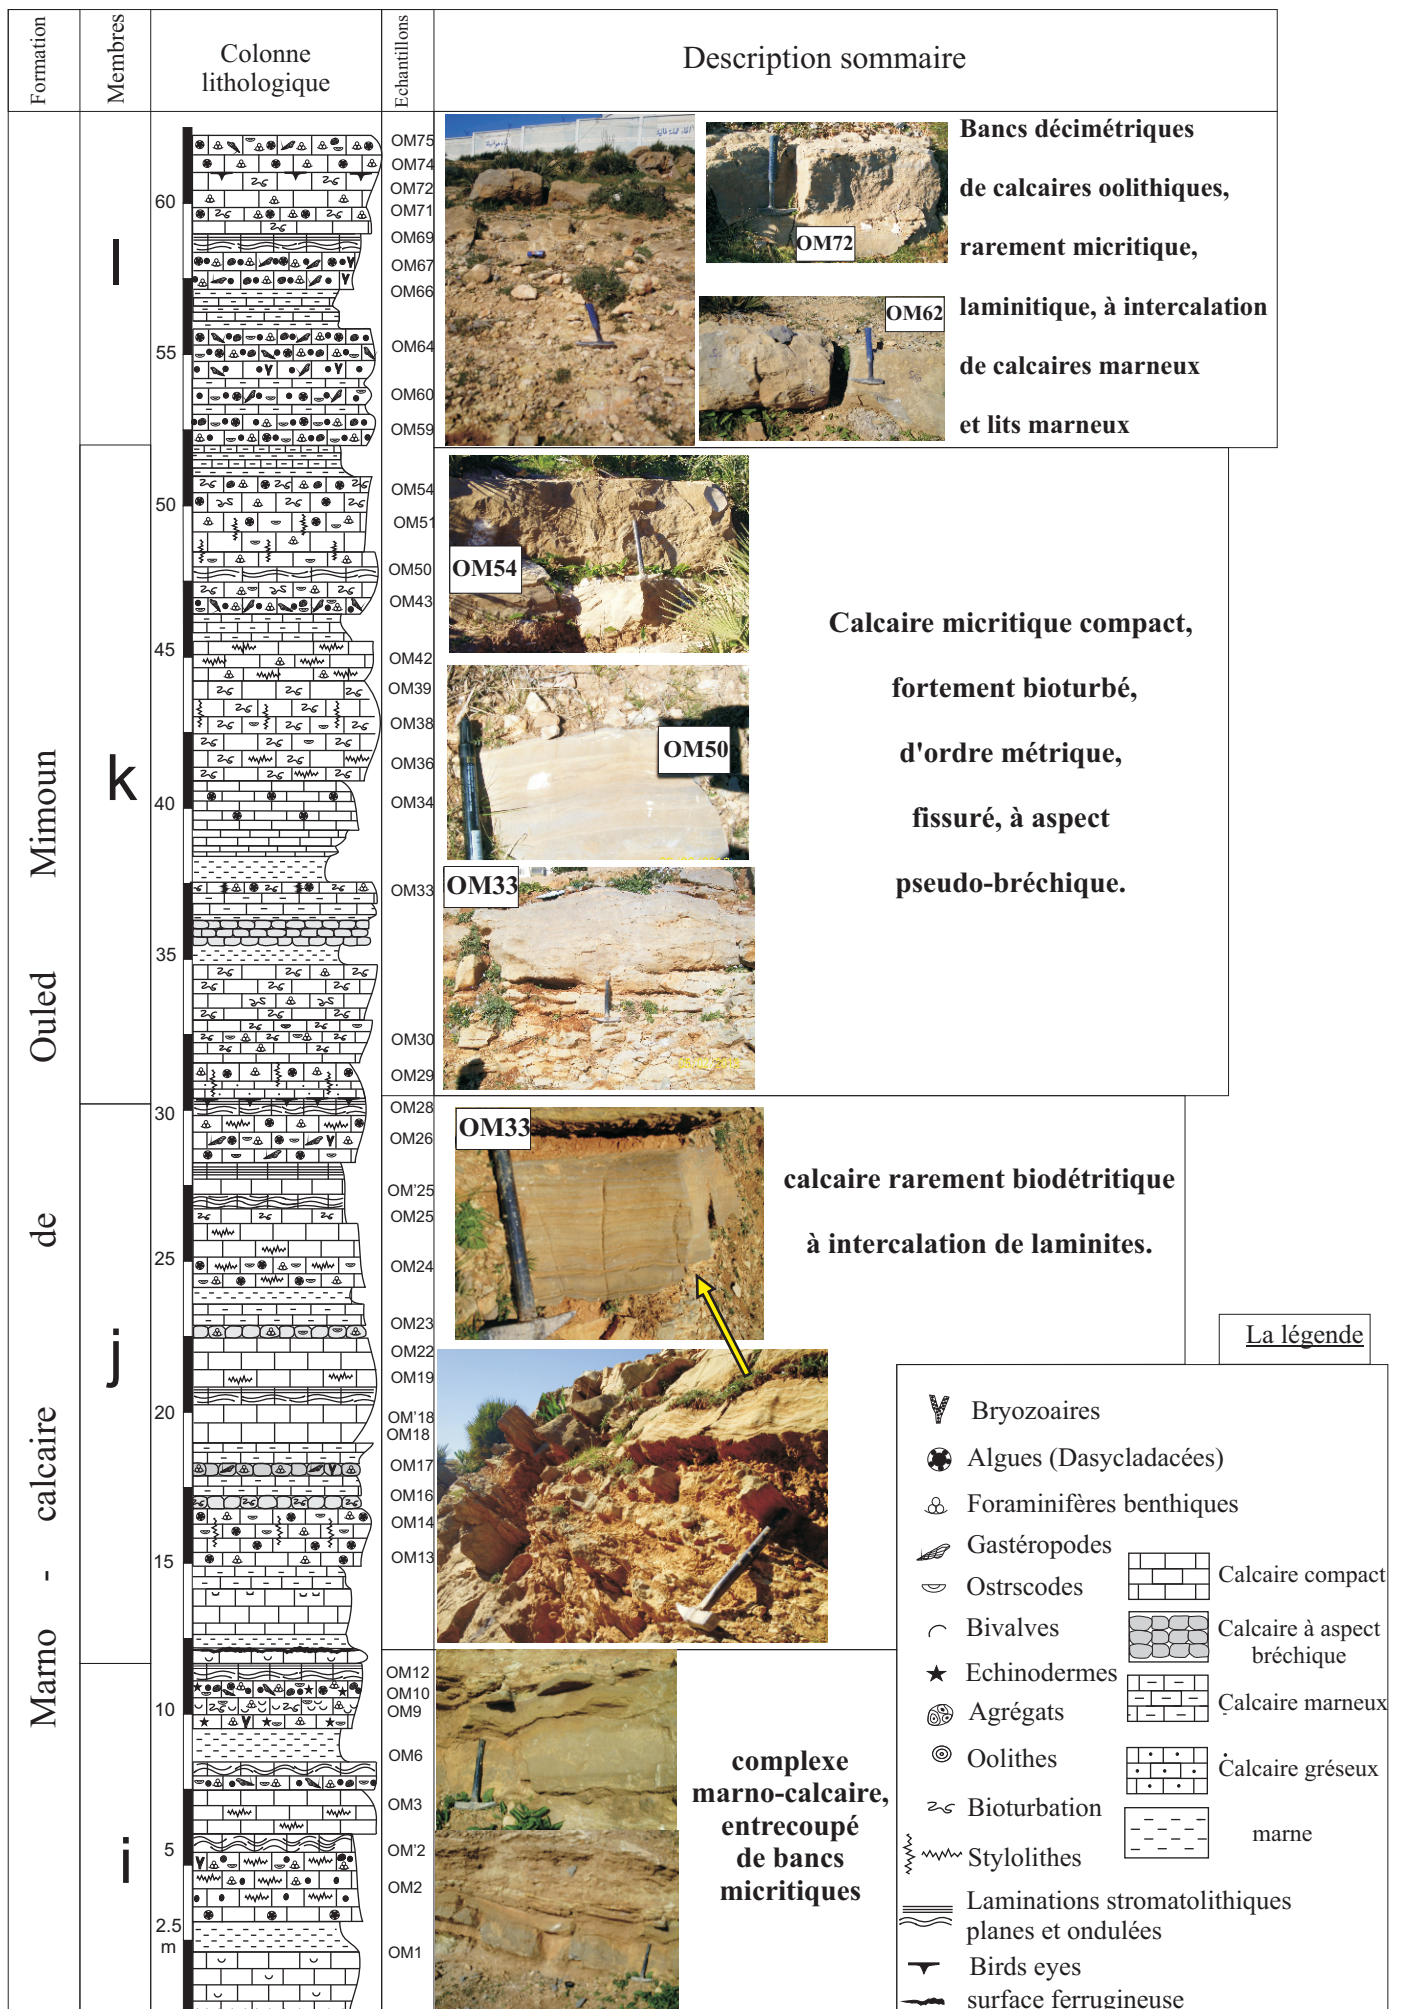 Formation
Membres
Colonne
lithologique
Echantillons
Description sommaire
Marno - calcaire de Ouled Mimoun
l
k
j
i
60
55
50
45
40
35
30
25
20
15
10
5
2.5
m
OM75
OM74
OM72
OM71
OM69
OM67
OM66
OM64
OM60
OM59
OM54
OM51
OM50
OM43
OM42
OM39
OM38
OM36
OM34
OM33
OM30
OM29
OM28
OM26
OM'25
OM25
OM24
OM23
OM22
OM19
OM'18
OM18
OM17
OM16
OM14
OM13
OM12
OM10
OM9
OM6
OM3
OM'2
OM2
OM1
OM72
OM62
Bancs décimétriques
de calcaires oolithiques,
rarement micritique,
laminitique, à intercalation
de calcaires marneux
et lits marneux
OM54
OM50
OM33
Calcaire micritique compact,
fortement bioturbé,
d'ordre métrique,
fissuré, à aspect
pseudo-bréchique.
OM33
calcaire rarement biodétritique
à intercalation de laminites.
complexe
marno-calcaire,
entrecoupé
de bancs
micritiques
La légende
Bryozoaires
Algues (Dasycladacées)
Foraminifères benthiques
Gastéropodes
Ostrscodes
Bivalves
Echinodermes
Agrégats
Oolithes
Bioturbation
Stylolithes
Laminations stromatolithiques
planes et ondulées
Birds eyes
surface ferrugineuse
Calcaire compact
Calcaire à aspect
bréchique
Calcaire marneux
Calcaire gréseux
marne